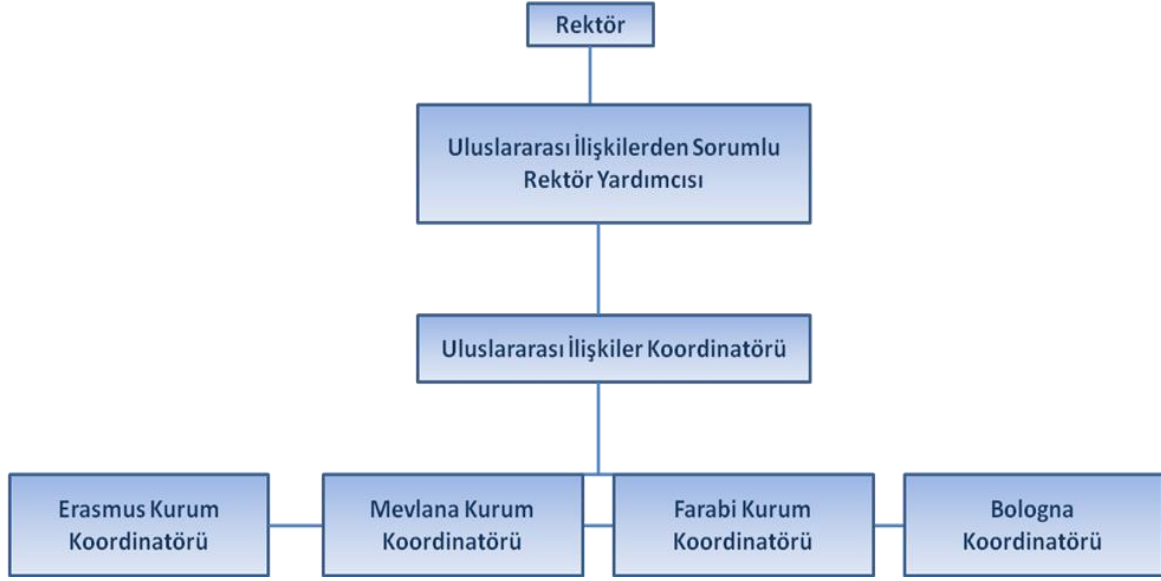 Rektör
Uluslararası İlişkilerden Sorumlu
Rektör Yardımcısı
Uluslararası İlişkiler Koordinatörü
Erasmus Kurum
Koordinatörü
Mevlana Kurum
Koordinatörü
Farabi Kurum
Koordinatörü
Bologna
Koordinatörü